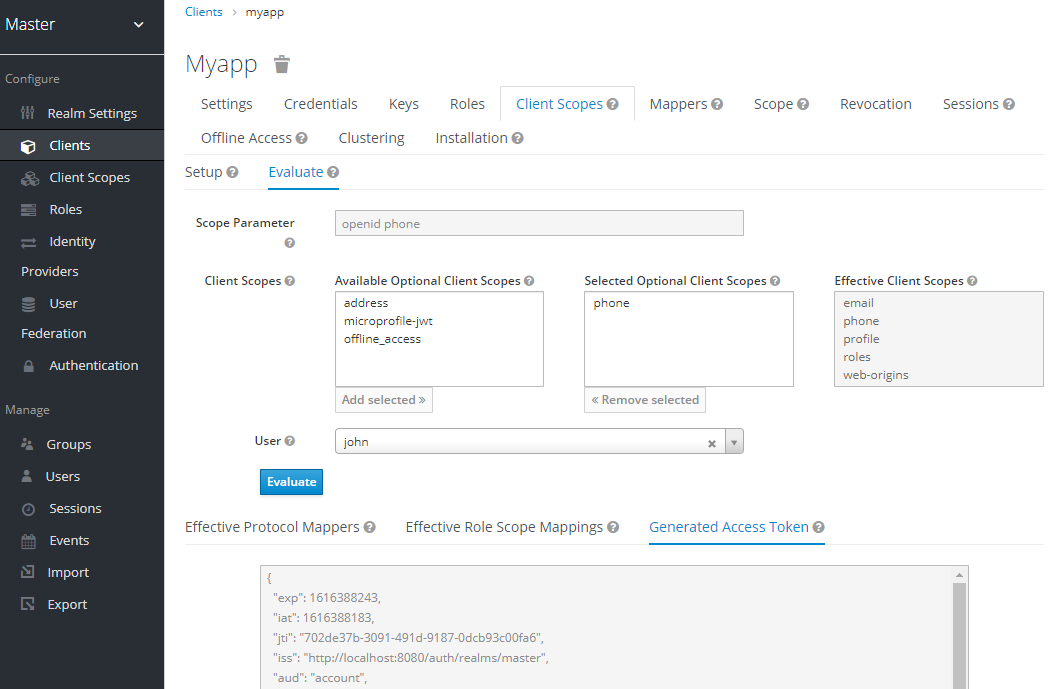 Master
Clients › myapp
Myapp
Configure
Realm Settings
Clients
Client Scopes
Roles
Identity
Providers
User
Federation
Authentication
Manage
Groups
Users
Sessions
Events
Import
Export
Settings Credentials Keys Roles Client Scopes Mappers Scope Revocation Sessions
Offline Access Clustering Installation
Setup Evaluate
Scope Parameter openid phone
Client Scopes Available Optional Client Scopes Selected Optional Client Scopes Effective Client Scopes
address
microprofile-jwt
offline_access
Add selected »
phone
« Remove selected
email
phone
profile
roles
web-origins
User john
Evaluate
Effective Protocol Mappers Effective Role Scope Mappings Generated Access Token
{
"exp": 1616388243,
"iat": 1616388183,
"jti": "702de37b-3091-491d-9187-0dcb93c00fa6",
"iss": "http://localhost:8080/auth/realms/master",
"aud": "account",